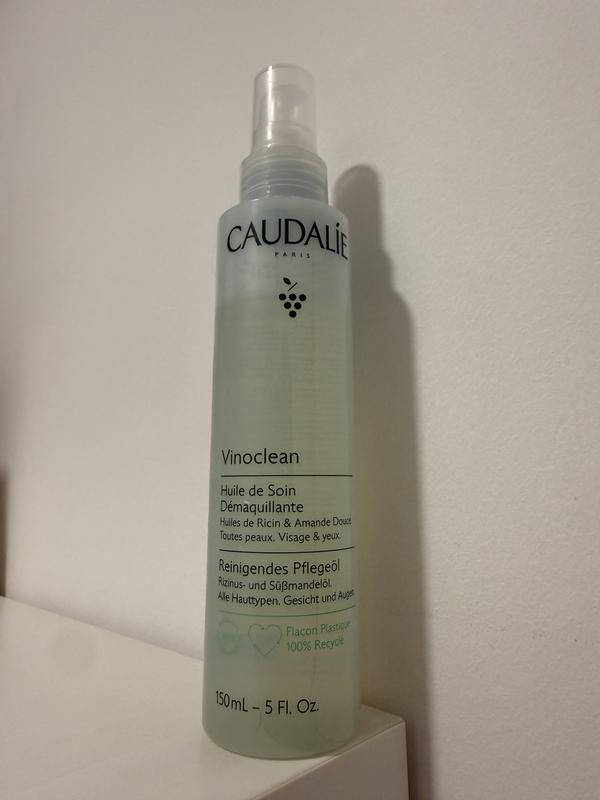 CAUDALÍE
PARIS
Vinoclean
Huile de Soin
Démaquillante
Huiles de Ricin & Amande Douce.
Toutes peaux. Visage & yeux.
Reinigendes Pflegeöl
Rizinus- und Süßmandelöl.
Alle Hauttypen. Gesicht und Augen.
Flacon Plastique
100% Recyclé
150mL – 5 Fl. Oz.